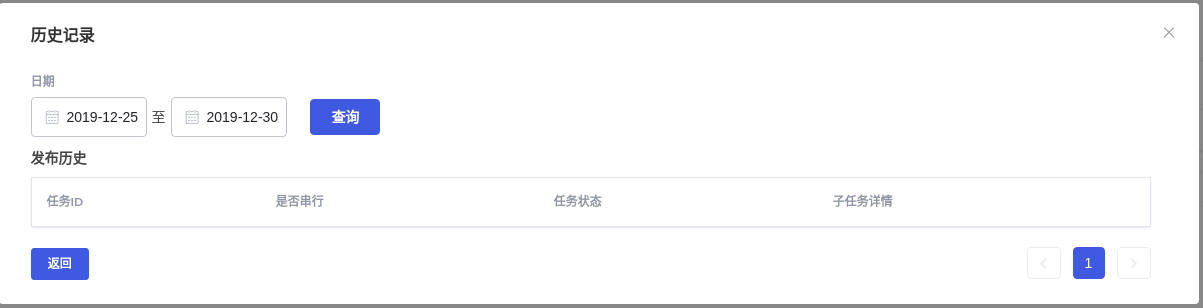 历史记录
日期
2019-12-25 至 2019-12-30 查询
发布历史
任务ID 是否串行 任务状态 子任务详情
返回 1